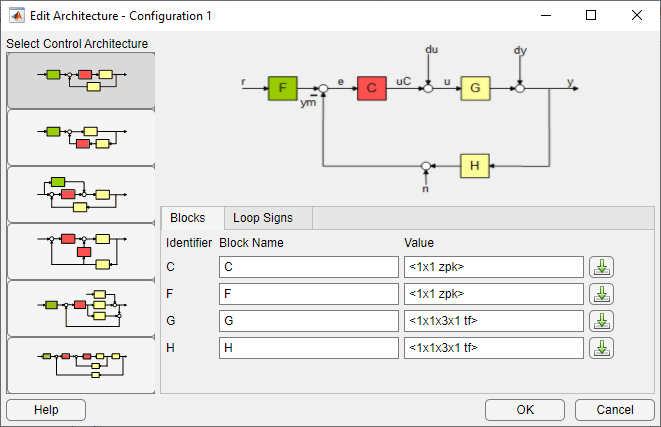 Edit Architecture - Configuration 1
Select Control Architecture
du
dy
r
F
e
C
uC
u
G
y
ym
−
H
n
Blocks
Loop Signs
Identifier Block Name Value
C C <1x1 zpk>
F F <1x1 zpk>
G G <1x1x3x1 tf>
H H <1x1x3x1 tf>
Help
OK
Cancel